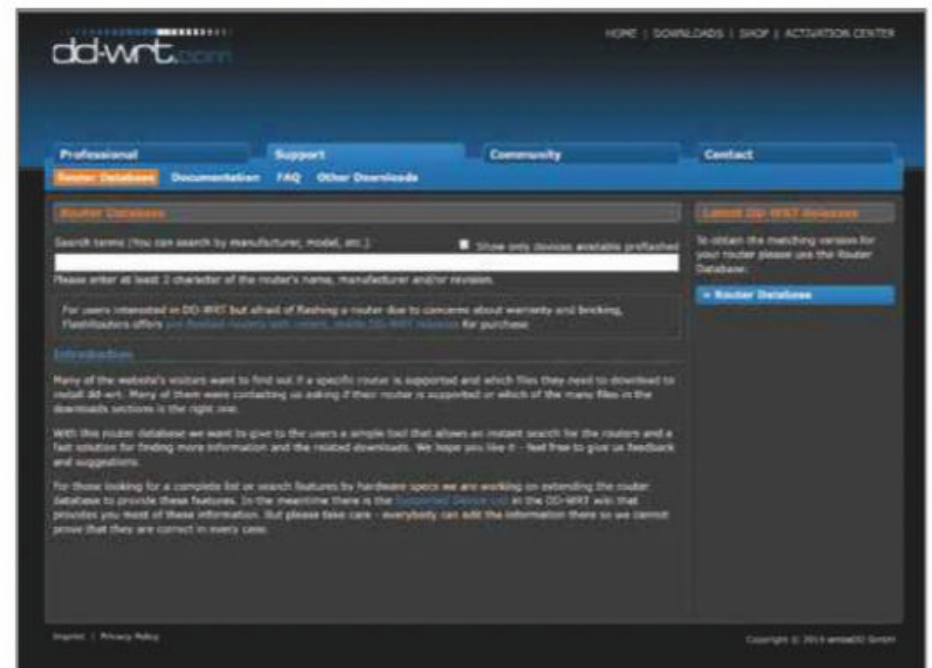 dd-wrt.com
HOME | DOWNLOADS | SHOP | ACTIVATION CENTER
Professional Support Community Contact
Router Database Documentation FAQ Other Downloads
Router Database
Search terms (You can search by manufacturer, model, etc.) Show only devices available preflashed
Please enter at least 3 character of the router's name, manufacturer and/or revision.
For users interested in DD-WRT but afraid of flashing a router due to concerns about warranty and bricking,
FlashRouters offers pre-flashed routers with recent, stable DD-WRT releases for purchase
Introduction
Many of the website's visitors want to find out if a specific router is supported and which files they need to download to
install dd-wrt. Many of them were contacting us asking if their router is supported or which of the many files in the
downloads sections is the right one.
With this router database we want to give to the users a simple tool that allows an instant search for the routers and a
fast solution for finding more information and the related downloads. We hope you like it - feel free to give us feedback
and suggestions.
For those looking for a complete list or search features by hardware specs we are working on extending the router
database to provide these features. In the meantime there is the Supported Device List in the DD-WRT wiki that
provides you most of these information. But please take care - everybody can edit the information there so we cannot
prove that they are correct in every case.
Latest DD-WRT Releases
To obtain the matching version for
your router please use the Router
Database:
» Router Database
Imprint | Privacy Policy
Copyright © 2019 embeDD GmbH